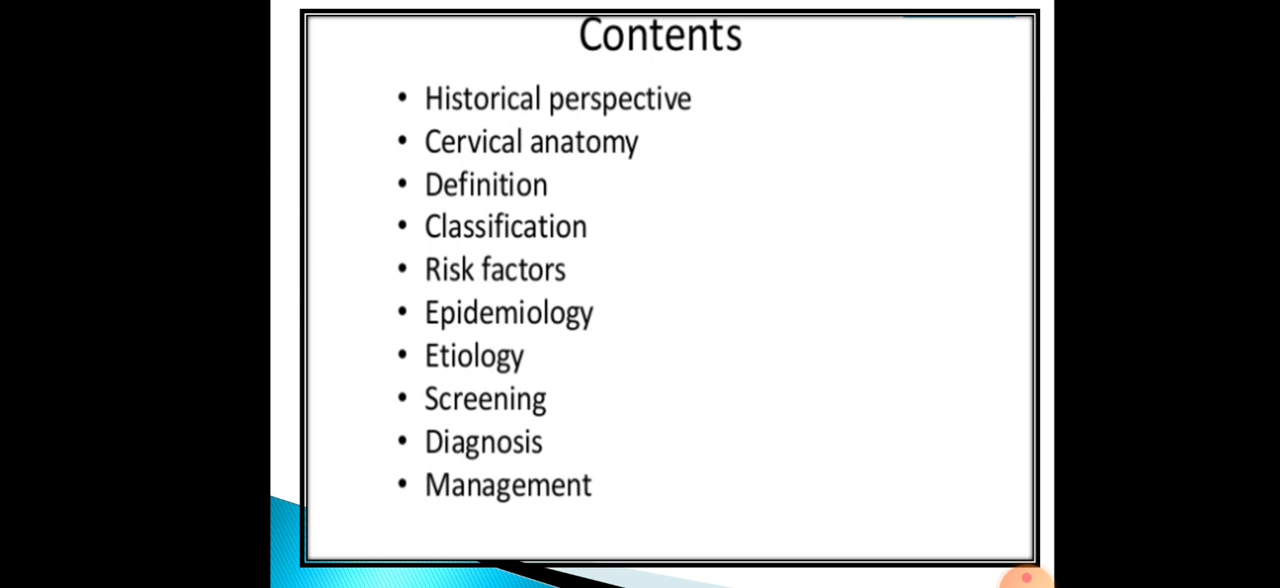 Contents
• Historical perspective
• Cervical anatomy
• Definition
• Classification
• Risk factors
• Epidemiology
• Etiology
• Screening
• Diagnosis
• Management